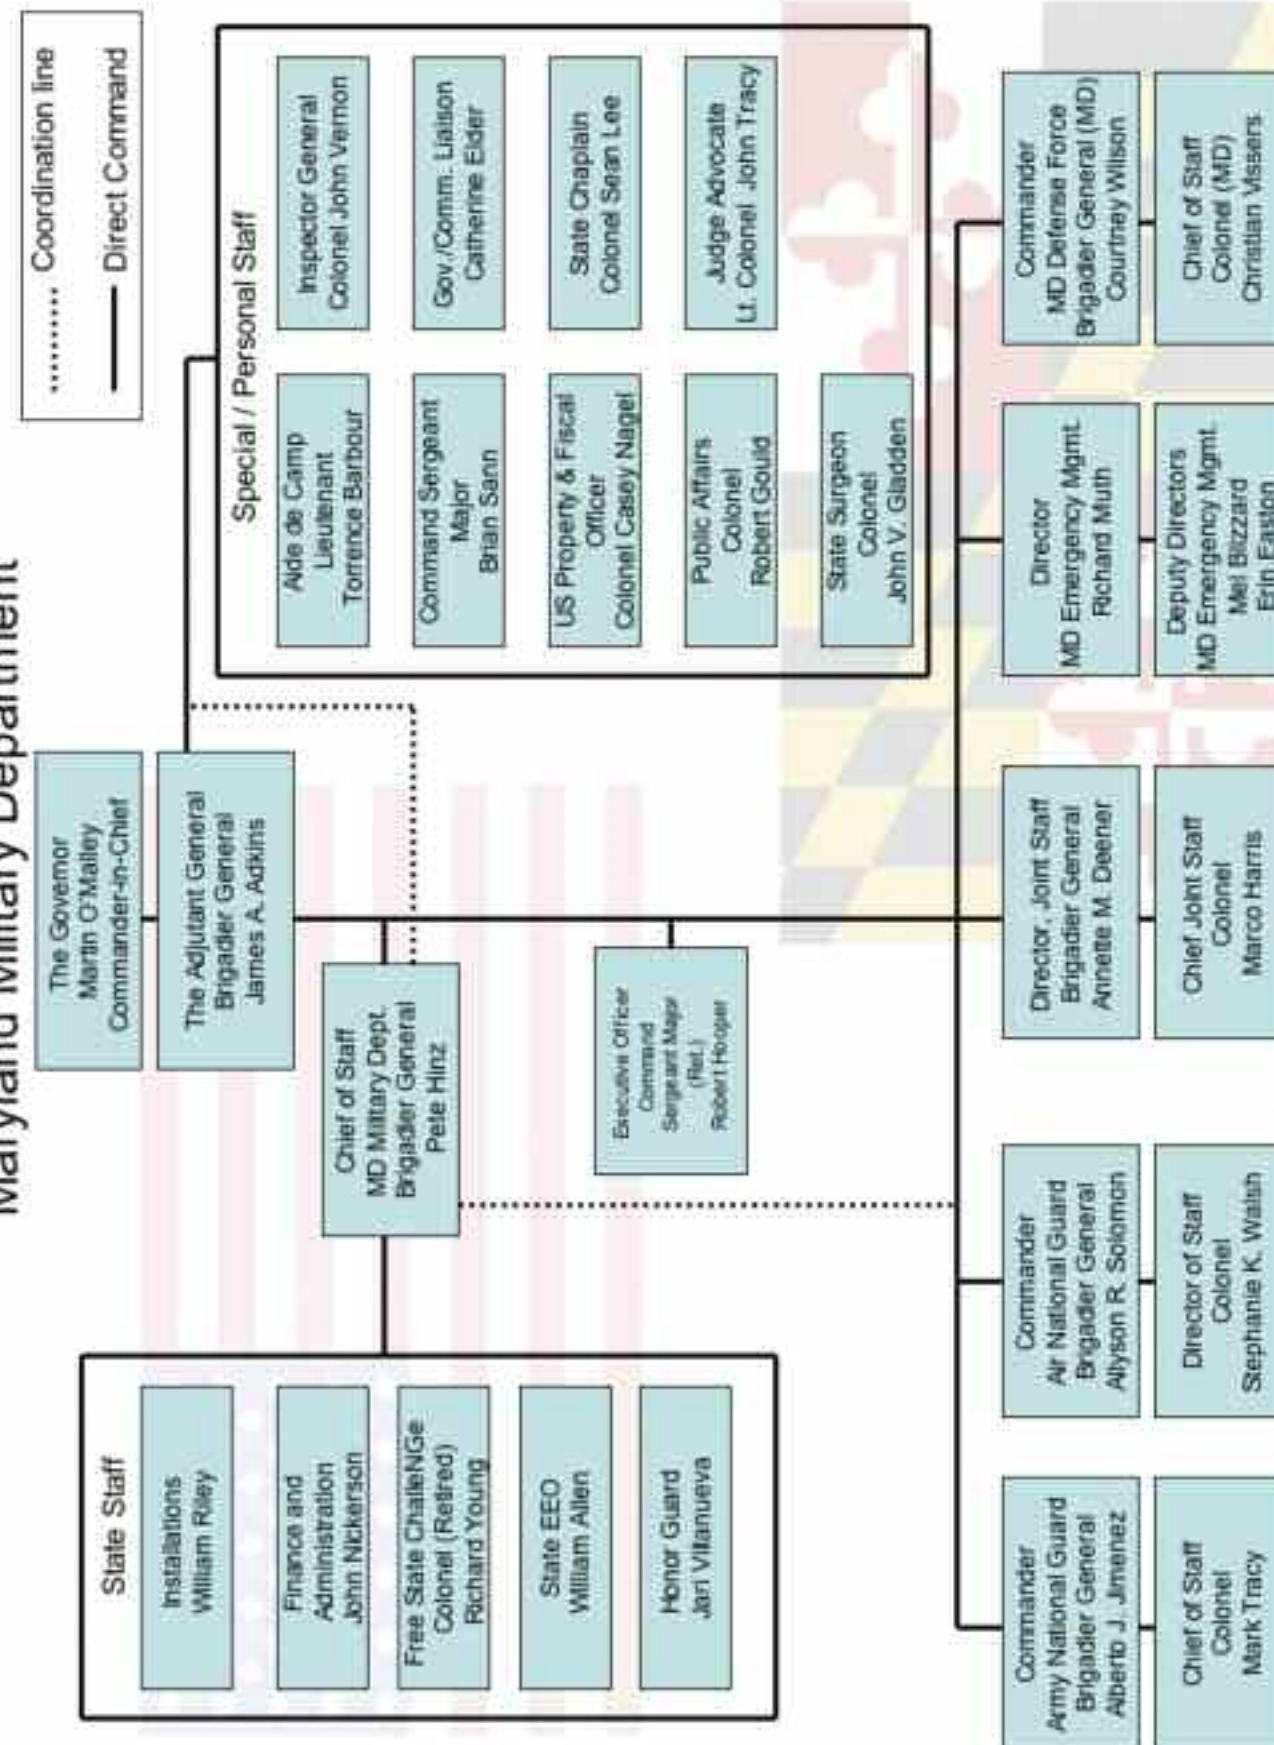 Maryland Military Department
Coordination line
Direct Command
The Governor
Martin O'Malley
Commander-in-Chief
The Adjutant General
Brigadier General
James A. Adkins
Chief of Staff
MD Military Dept.
Brigadier General
Pete Hinz
Executive Officer
Command
Sergeant Major
(Ret.)
Robert Hooper
State Staff
Installations
William Riley
Finance and
Administration
John Nickerson
Free State ChalleNGe
Colonel (Retired)
Richard Young
State EEO
William Allen
Honor Guard
Jari Villanueva
Special / Personal Staff
Aide de Camp
Lieutenant
Torrence Barbour
Inspector General
Colonel John Vernon
Command Sergeant
Major
Brian Sann
Gov./Comm. Liaison
Catherine Elder
US Property & Fiscal
Officer
Colonel Casey Nagel
State Chaplain
Colonel Sean Lee
Public Affairs
Colonel
Robert Gould
Judge Advocate
Lt. Colonel John Tracy
State Surgeon
Colonel
John V. Gladden
Commander
Army National Guard
Brigadier General
Alberto J. Jimenez
Chief of Staff
Colonel
Mark Tracy
Commander
Air National Guard
Brigadier General
Allyson R. Solomon
Director of Staff
Colonel
Stephanie K. Walsh
Director, Joint Staff
Brigadier General
Annette M. Deener
Chief Joint Staff
Colonel
Marco Harris
Director
MD Emergency Mgmt.
Richard Muth
Deputy Directors
MD Emergency Mgmt.
Mel Blizzard
Erin Easton
Commander
MD Defense Force
Brigadier General (MD)
Courtney Wilson
Chief of Staff
Colonel (MD)
Christian Vissers